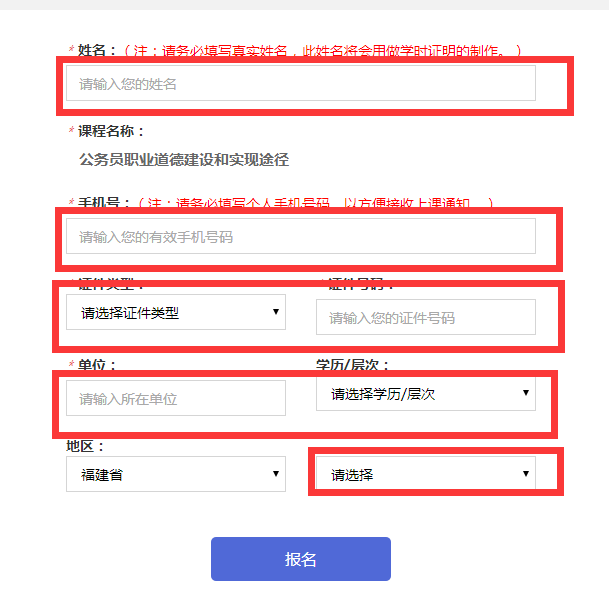 * 姓名：（注：请务必填写真实姓名，此姓名将会用做学时证明的制作。）
请输入您的姓名
* 课程名称：
公务员职业道德建设和实现途径
* 手机号：（注：请务必填写个人手机号码，以方便接收上课通知。）
请输入您的有效手机号码
证件类型： 证件号码：
请选择证件类型 请输入您的证件号码
* 单位： 学历/层次：
请输入所在单位 请选择学历/层次
地区：
福建省 请选择
报名